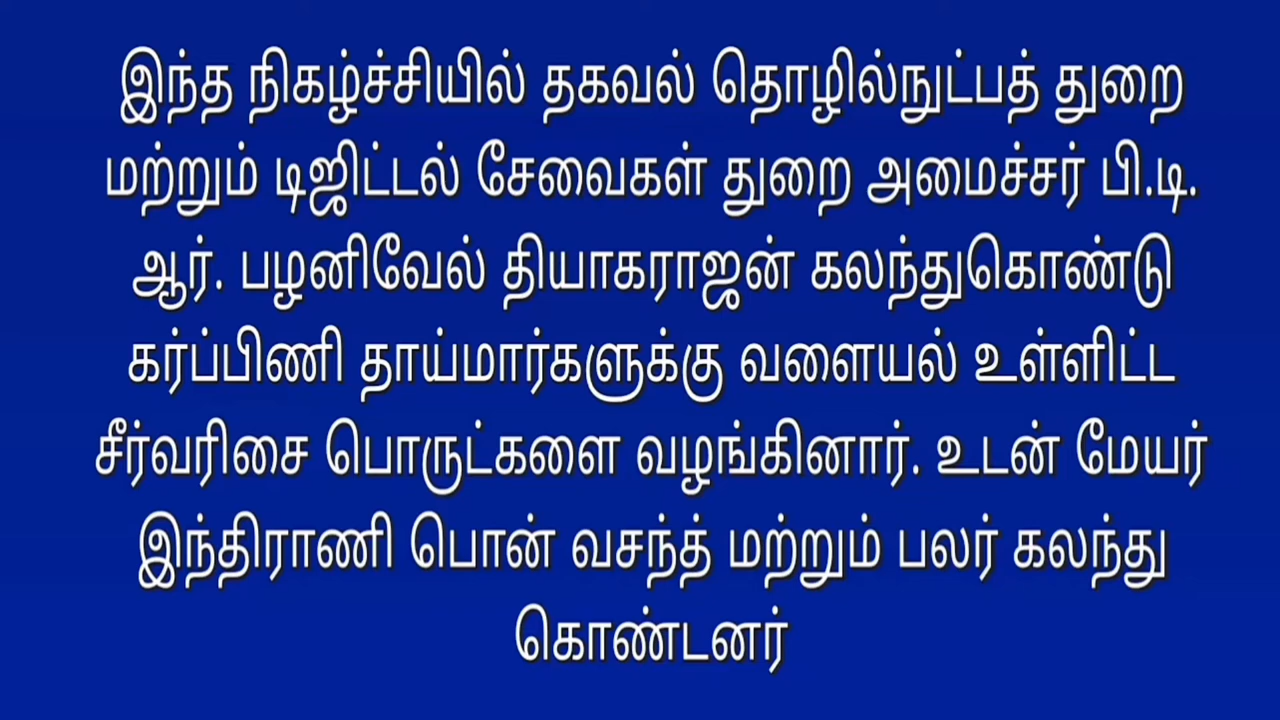 இந்த நிகழ்ச்சியில் தகவல் தொழில்நுட்பத் துறை
மற்றும் டிஜிட்டல் சேவைகள் துறை அமைச்சர் பி.டி.
ஆர். பழனிவேல் தியாகராஜன் கலந்துகொண்டு
கர்ப்பிணி தாய்மார்களுக்கு வளையல் உள்ளிட்ட
சீர்வரிசை பொருட்களை வழங்கினார். உடன் மேயர்
இந்திராணி பொன் வசந்த் மற்றும் பலர் கலந்து
கொண்டனர்